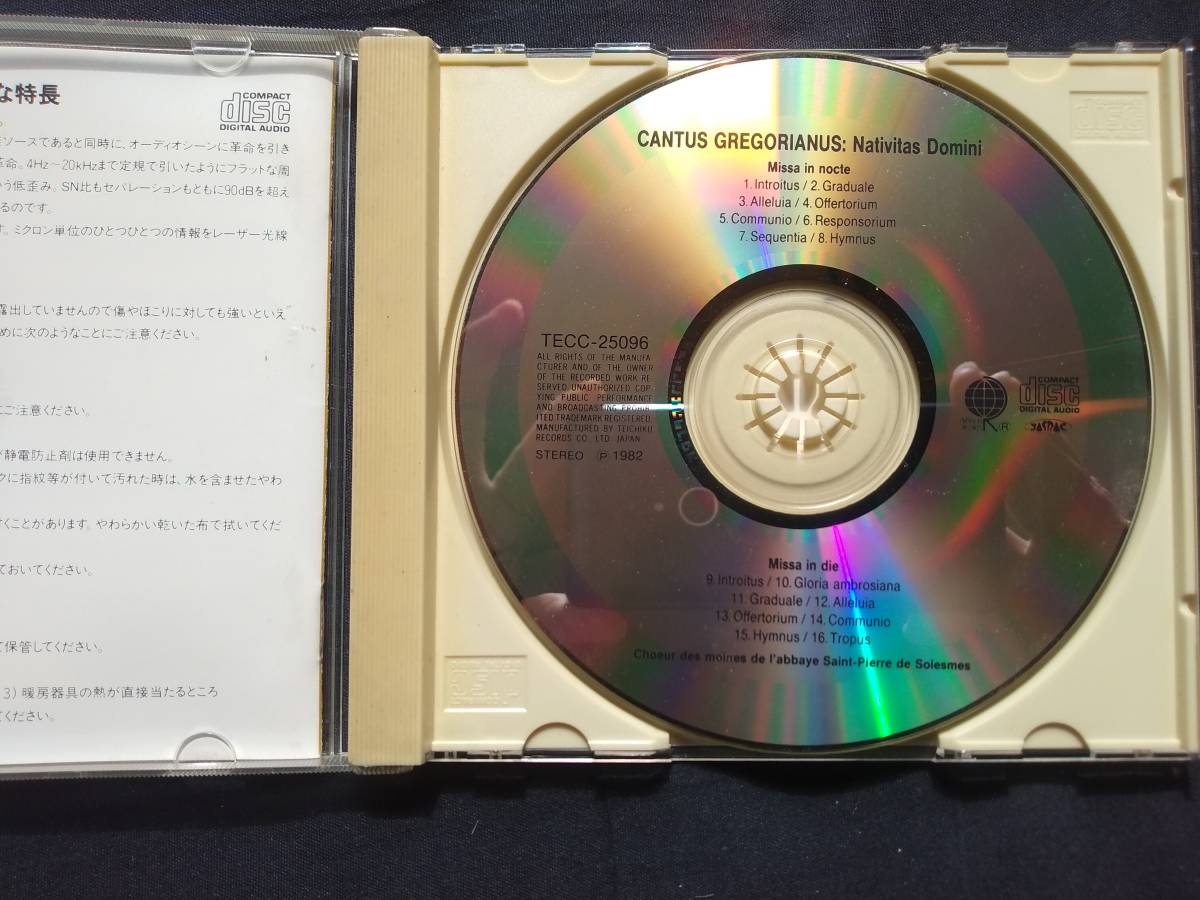 な特長
COMPACT
disc
DIGITAL AUDIO
ソースであると同時に、オーディオシーンに革命を引き
革命。4Hz~20kHzまで定規で引いたようにフラットな周
う低歪み。SN比もセパレーションもともに90dBを超え
るのです。
す。ミクロン単位のひとつひとつの情報をレーザー光線
露出していませんので傷やほこりに対しても強いといえ
めに次のようなことにご注意ください。
にご注意ください。
静電防止剤は使用できません。
クに指紋等が付いて汚れた時は、水を含ませたやわ
くことがあります。やわらかい乾いた布で拭いてくだ
ておいてください。
て保管してください。
3) 暖房器具の熱が直接当たるところ
てください。
CANTUS GREGORIANUS: Nativitas Domini
Missa in nocte
1. Introitus / 2. Graduale
3. Alleluia / 4. Offertorium
5. Communio / 6. Responsorium
7. Sequentia / 8. Hymnus
TECC-25096
ALL RIGHTS OF THE MANUFA-
CTURER AND OF THE OWNER
OF THE RECORDED WORK RE
SERVED UNAUTHORIZED COP-
YING PUBLIC PERFORMANCE
AND BROADCASTING PROHIB
ITED.TRADEMARK REGISTERED.
MANUFACTURED BY TEICHIKU
RECORDS CO., LTD. JAPAN
STEREO Ⓟ 1982
COMPACT
disc
DIGITAL AUDIO
JASRAC
Missa in die
9. Introitus / 10. Gloria ambrosiana
11. Graduale / 12. Alleluia
13. Offertorium / 14. Communio
15. Hymnus / 16. Tropus
Choeur des moines de l'abbaye Saint-Pierre de Solesmes